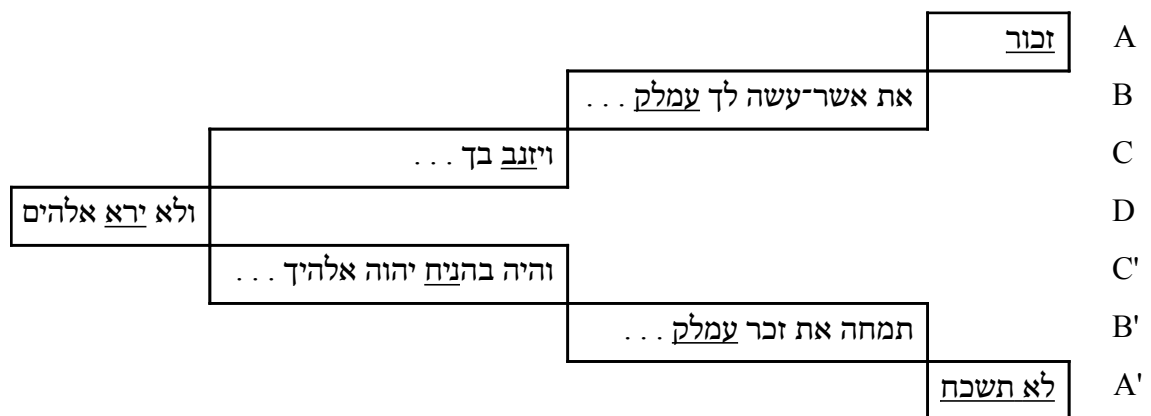 זכור A
את אשר־עשה לך עמלק . . . B
ויזנב בך . . . C
ולא ירא אלהים D
והיה בהניח יהוה אלהיך . . . C'
תמחה את זכר עמלק . . . B'
לא תשכח A'